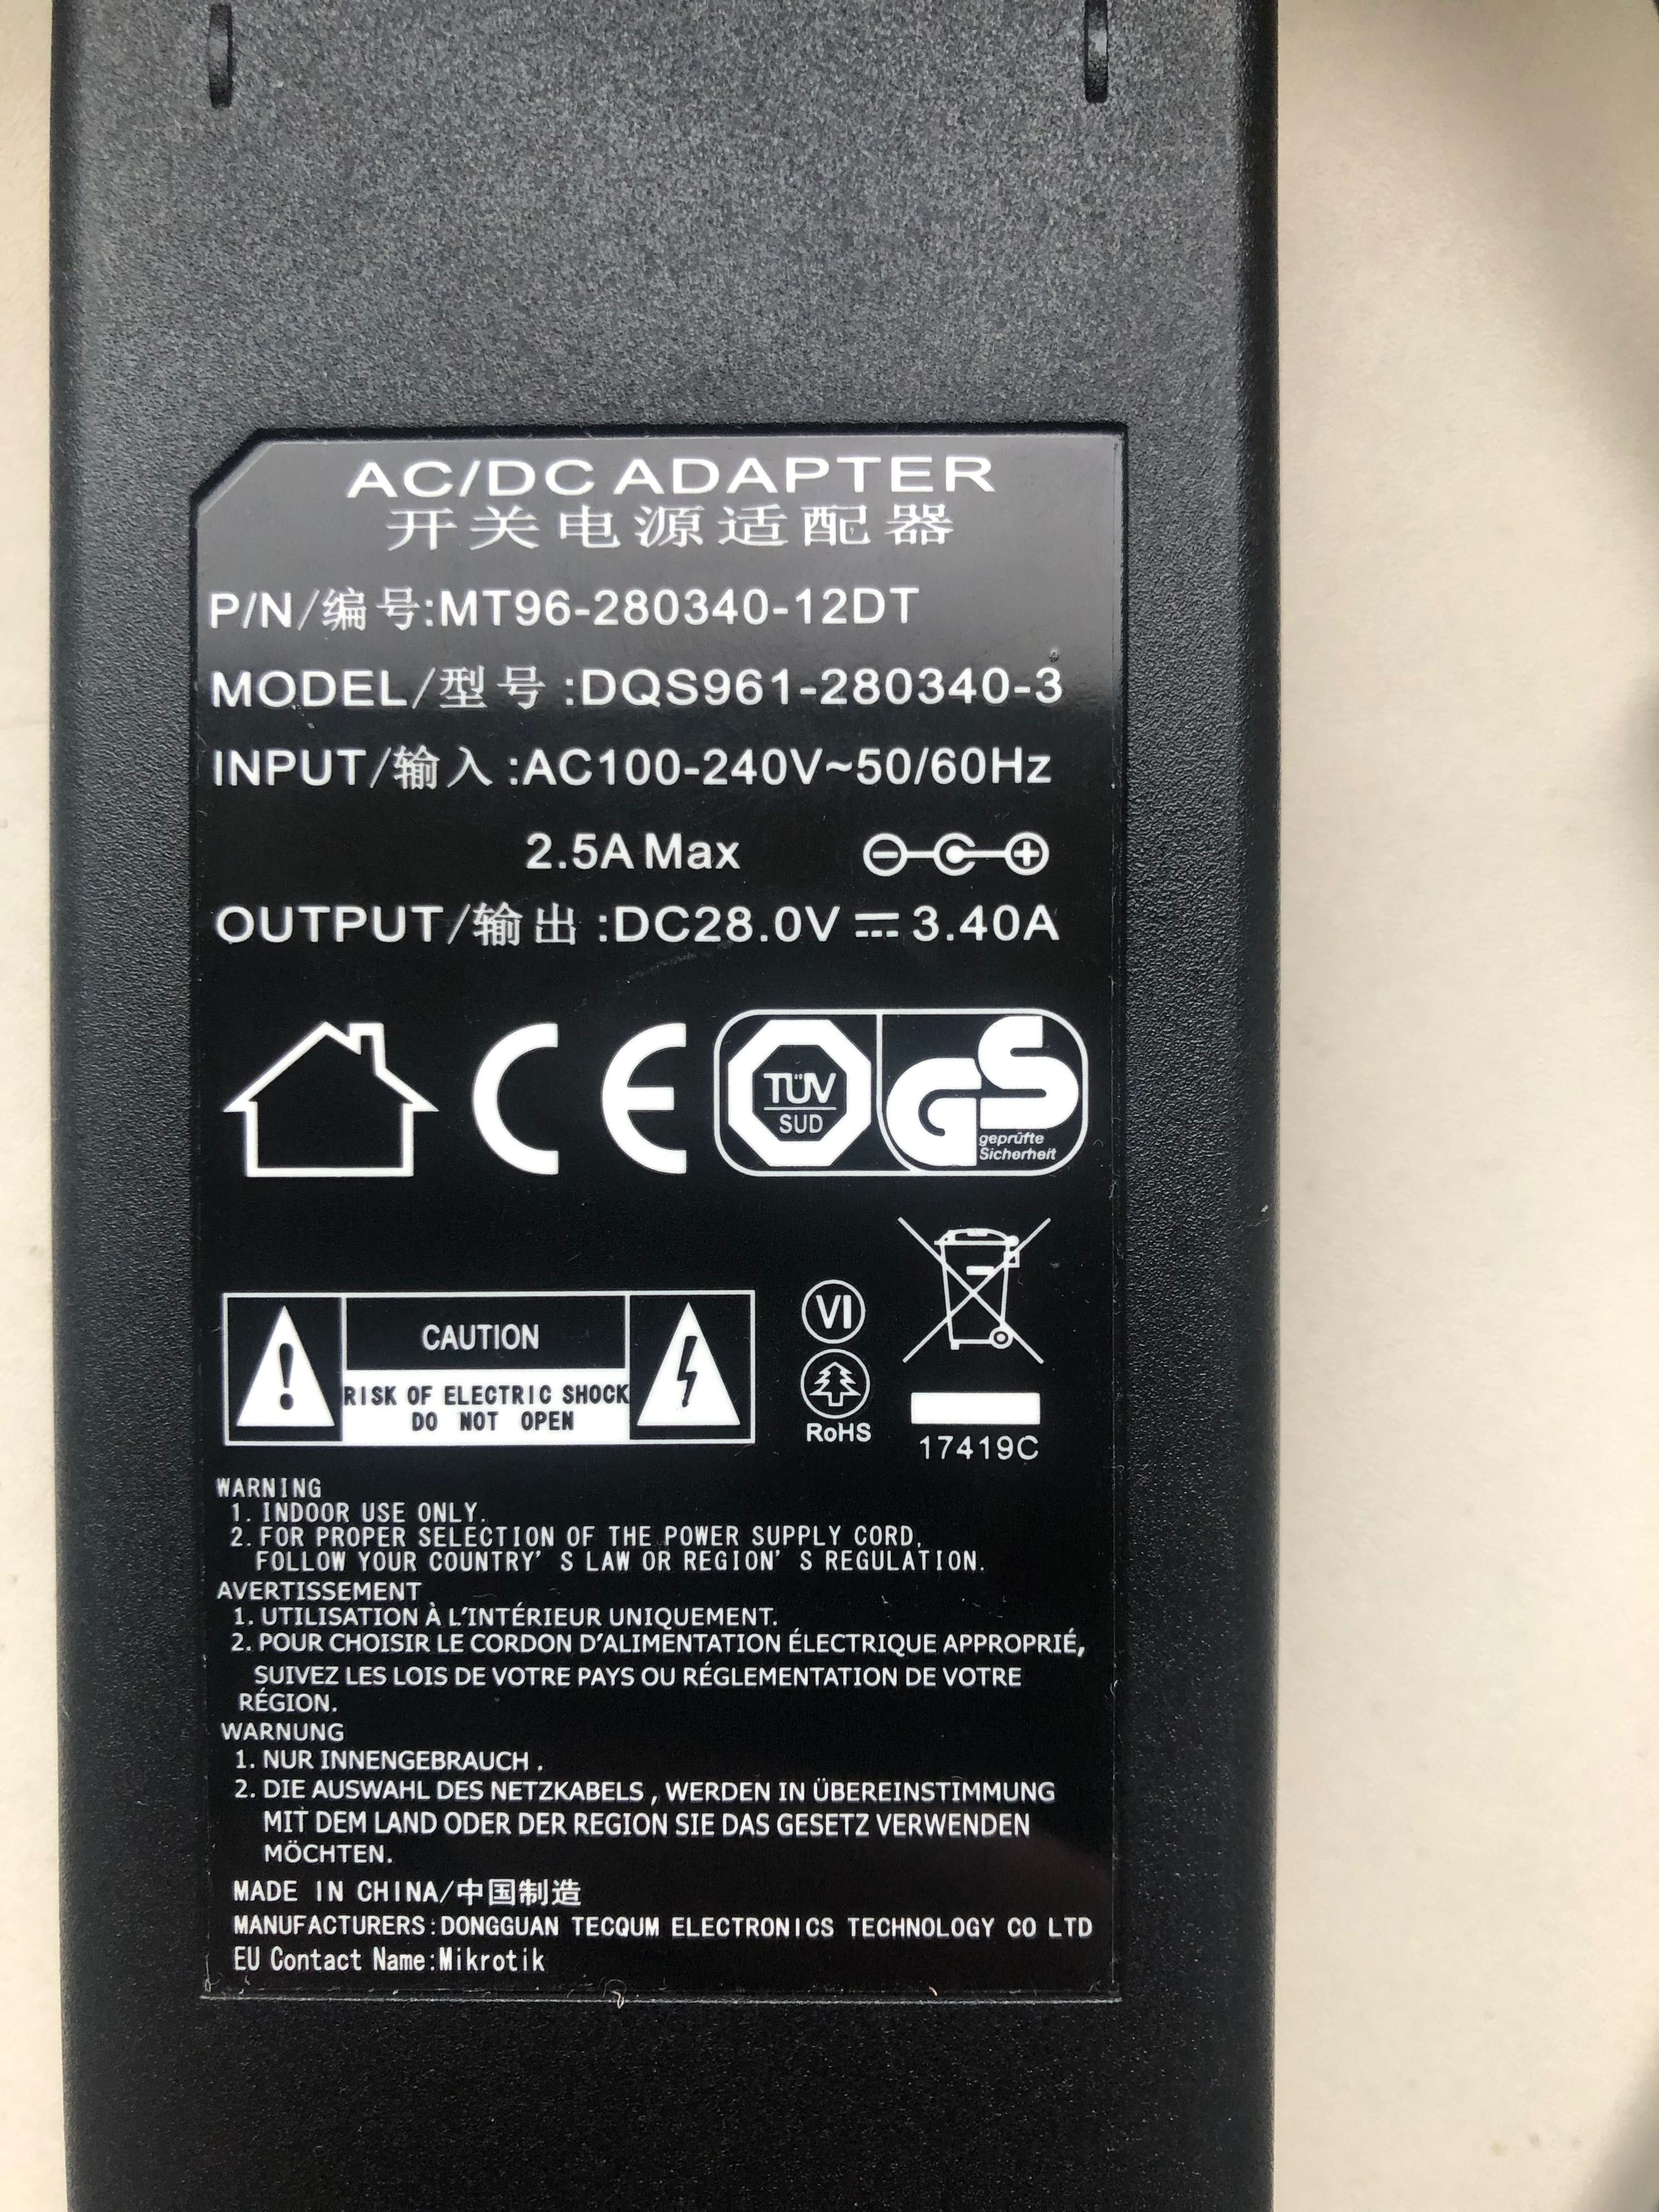 AC/DC ADAPTER
开关电源适配器
P/N/编号:MT96-280340-12DT
MODEL/型号:DQS961-280340-3
INPUT/输入:AC100-240V~50/60Hz
2.5A Max
OUTPUT/输出:DC28.0V ⎓ 3.40A
CE
TÜV
SUD
GS
geprüfte
Sicherheit
CAUTION
RISK OF ELECTRIC SHOCK
DO NOT OPEN
VI
RoHS
17419C
WARNING
1. INDOOR USE ONLY.
2. FOR PROPER SELECTION OF THE POWER SUPPLY CORD,
FOLLOW YOUR COUNTRY'S LAW OR REGION'S REGULATION.
AVERTISSEMENT
1. UTILISATION À L'INTÉRIEUR UNIQUEMENT.
2. POUR CHOISIR LE CORDON D'ALIMENTATION ÉLECTRIQUE APPROPRIÉ,
SUIVEZ LES LOIS DE VOTRE PAYS OU RÉGLEMENTATION DE VOTRE
RÉGION.
WARNUNG
1. NUR INNENGEBRAUCH .
2. DIE AUSWAHL DES NETZKABELS , WERDEN IN ÜBEREINSTIMMUNG
MIT DEM LAND ODER DER REGION SIE DAS GESETZ VERWENDEN
MÖCHTEN.
MADE IN CHINA/中国制造
MANUFACTURERS:DONGGUAN TECQUM ELECTRONICS TECHNOLOGY CO LTD
EU Contact Name:Mikrotik